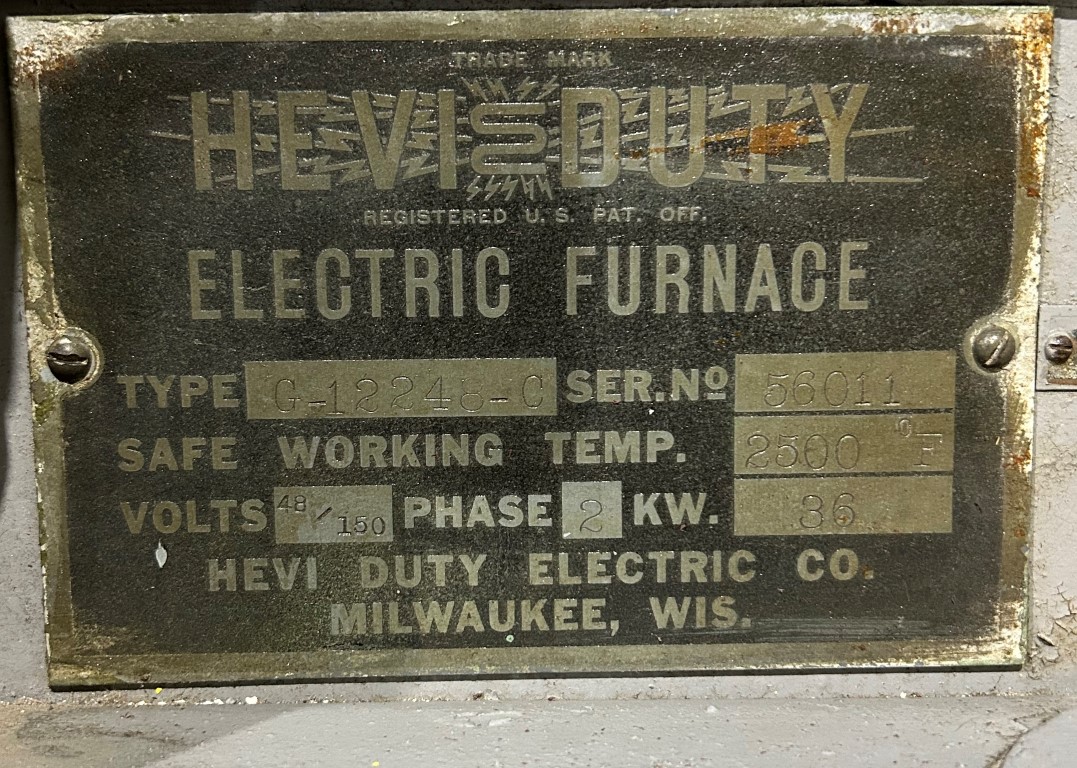 TRADE MARK
HEVI DUTY
REGISTERED U.S. PAT. OFF.
ELECTRIC FURNACE
TYPE G-12248-C SER.NO 56011
SAFE WORKING TEMP. 2500 °F
VOLTS 48/150 PHASE 2 KW. 36
HEVI DUTY ELECTRIC CO.
MILWAUKEE, WIS.